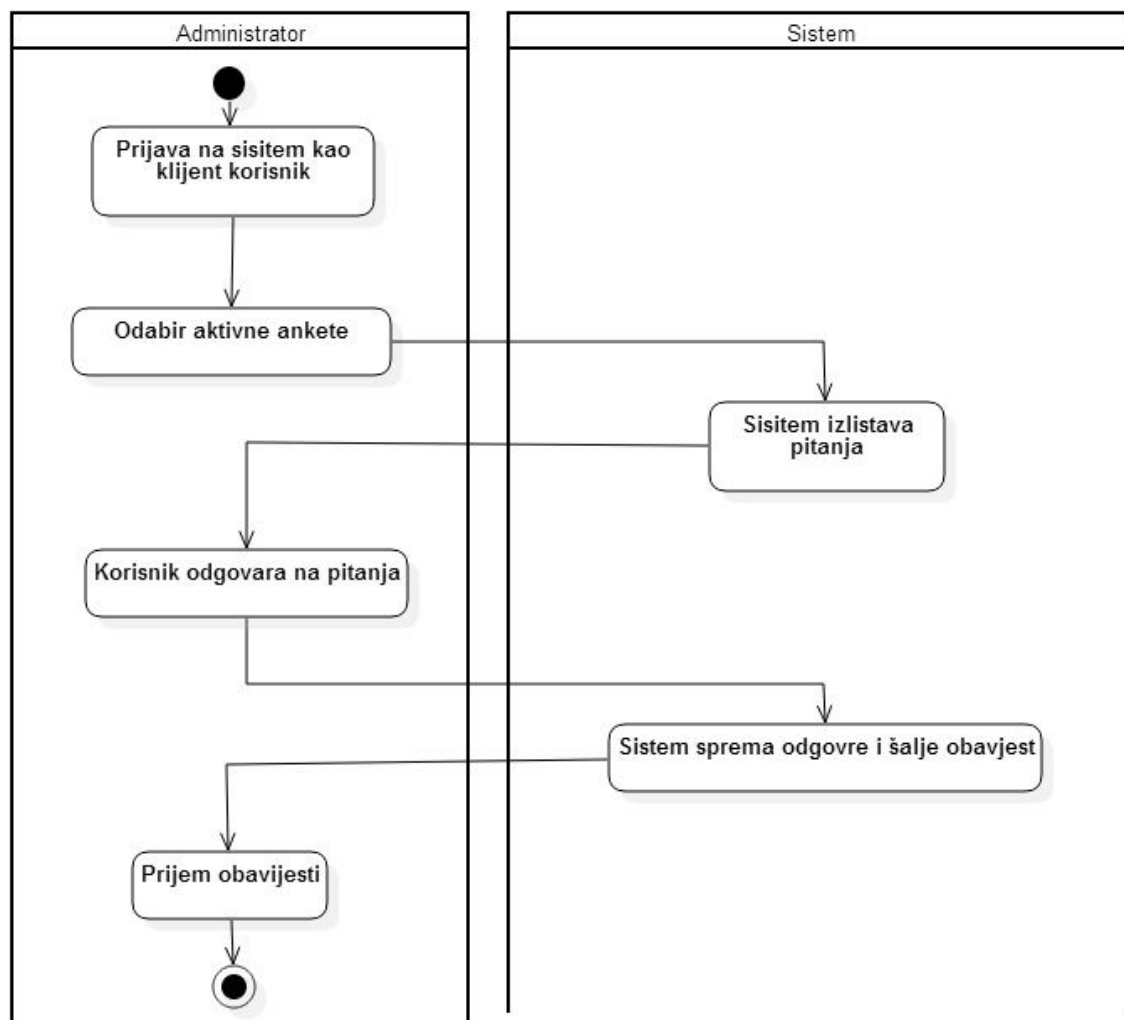 Administrator
Sistem
Prijava na sisitem kao
klijent korisnik
Odabir aktivne ankete
Sisitem izlistava
pitanja
Korisnik odgovara na pitanja
Sistem sprema odgovre i šalje obavjest
Prijem obavijesti